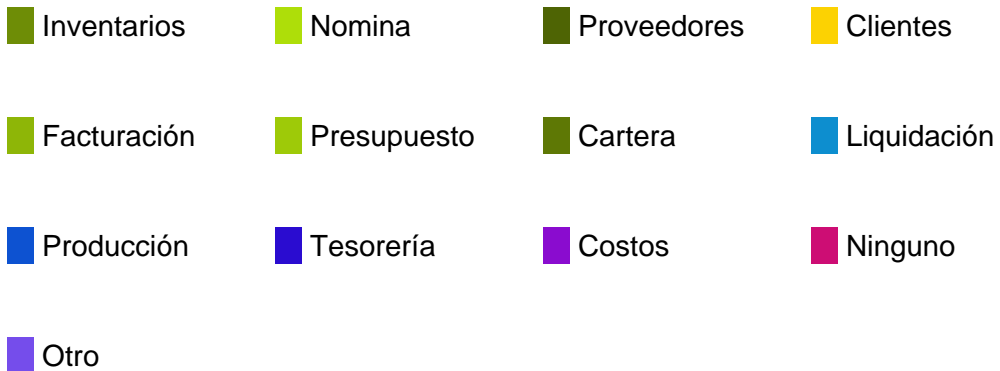 Inventarios Nomina Proveedores Clientes
Facturación Presupuesto Cartera Liquidación
Producción Tesorería Costos Ninguno
Otro